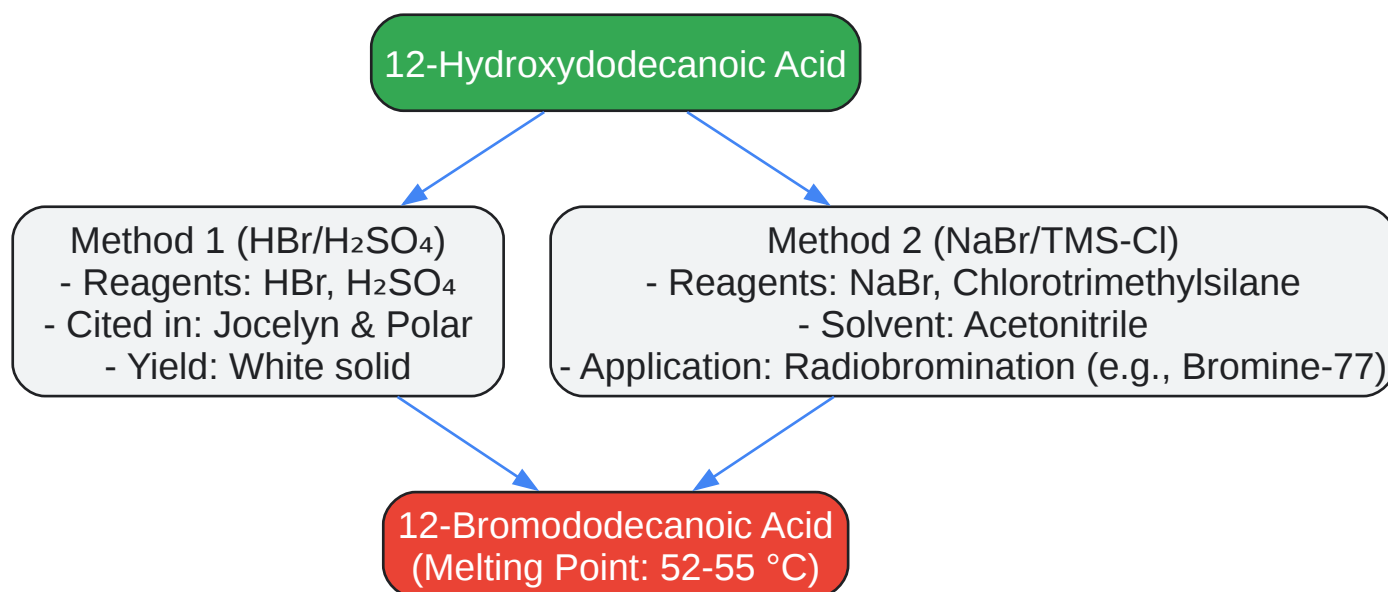 12-Hydroxydodecanoic Acid
Method 1 (HBr/H₂SO₄)
- Reagents: HBr, H₂SO₄
- Cited in: Jocelyn & Polar
- Yield: White solid
Method 2 (NaBr/TMS-Cl)
- Reagents: NaBr, Chlorotrimethylsilane
- Solvent: Acetonitrile
- Application: Radiobromination (e.g., Bromine-77)
12-Bromododecanoic Acid
(Melting Point: 52-55 °C)